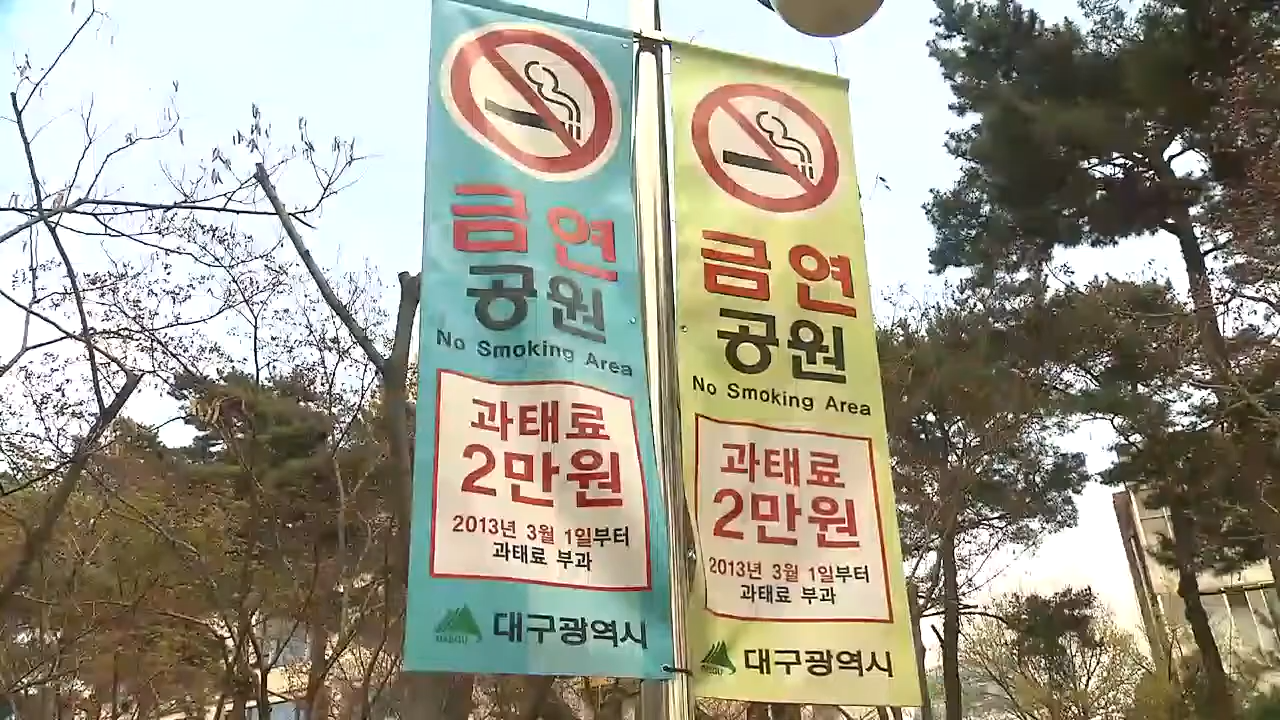 금연
공원
No Smoking Area
과태료
2만원
2013년 3월 1일부터
과태료 부과
대구광역시
금연
공원
No Smoking Area
과태료
2만원
2013년 3월 1일부터
과태료 부과
대구광역시